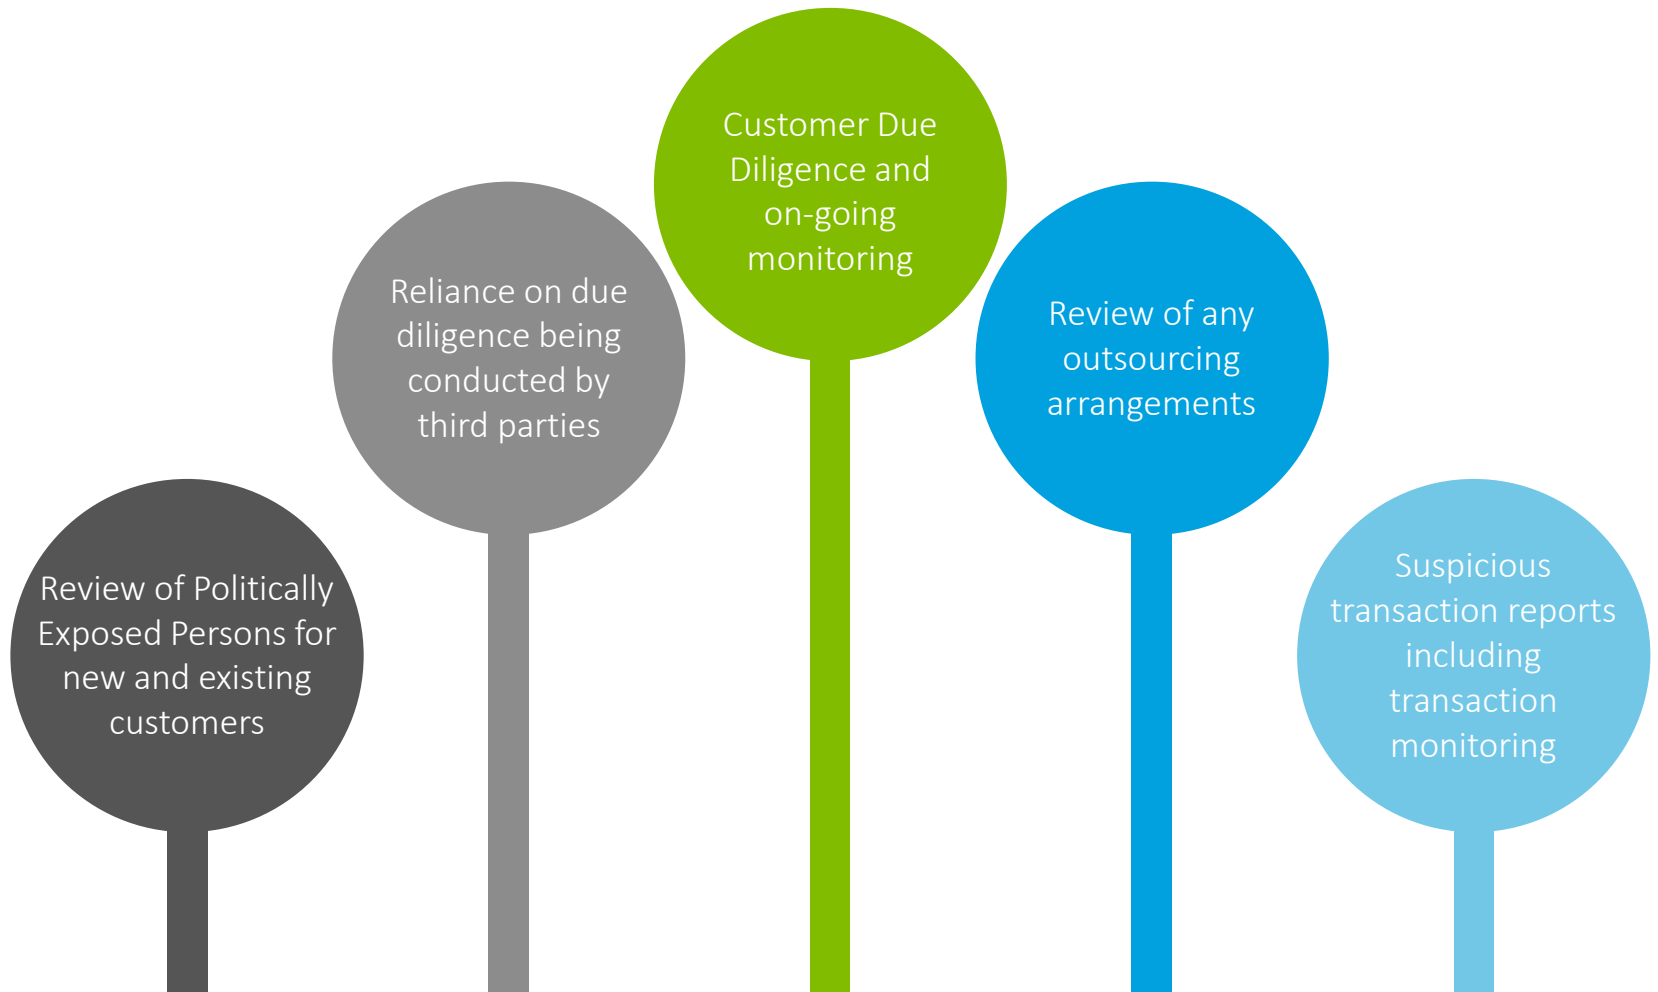 Customer Due
Diligence and
on-going
monitoring
Reliance on due
diligence being
conducted by
third parties
Review of any
outsourcing
arrangements
Review of Politically
Exposed Persons for
new and existing
customers
Suspicious
transaction reports
including
transaction
monitoring